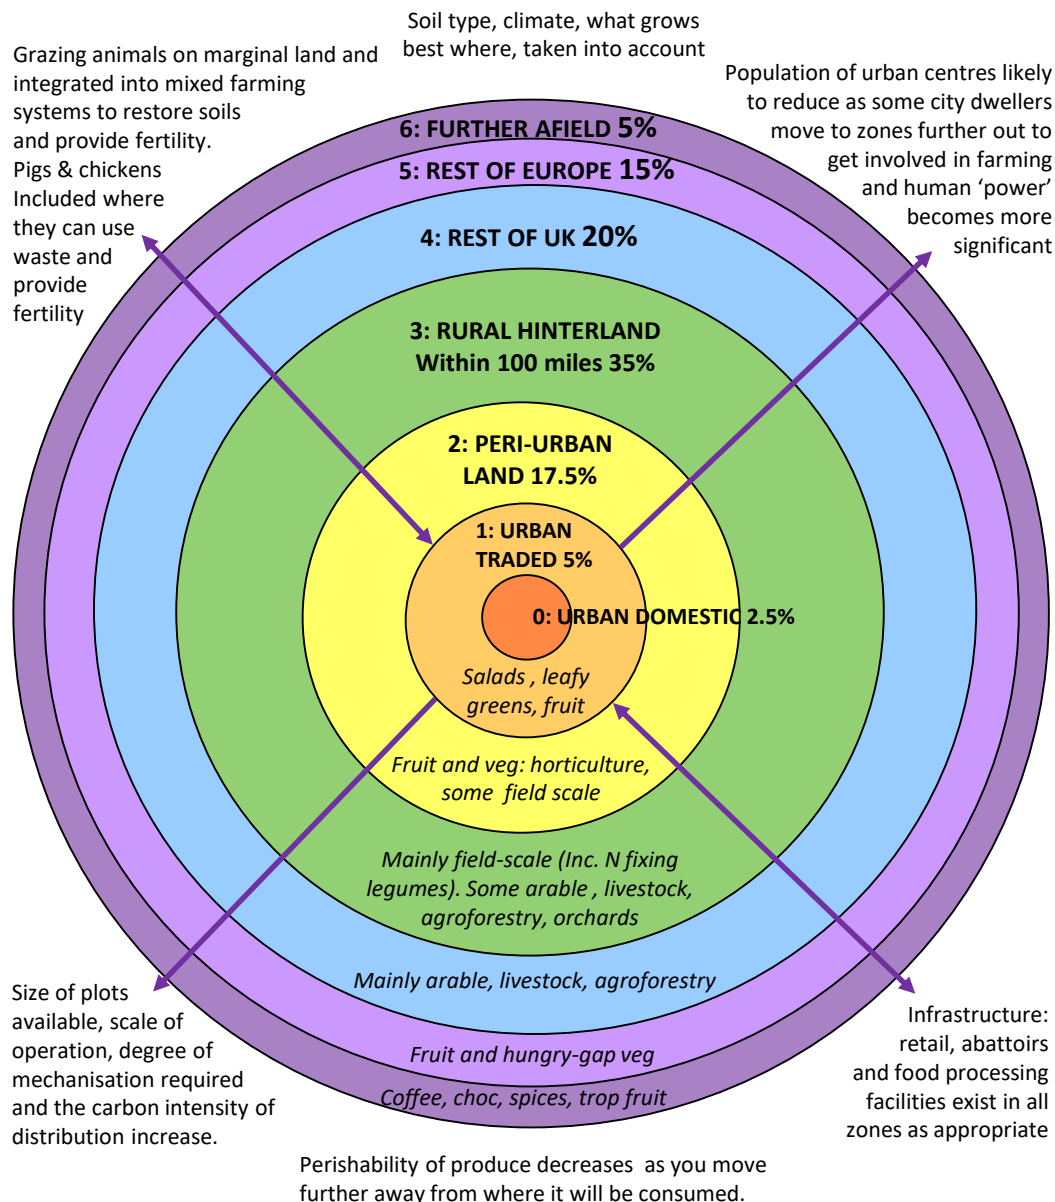 Soil type, climate, what grows
best where, taken into account
Grazing animals on marginal land and
integrated into mixed farming
systems to restore soils
and provide fertility.
Pigs & chickens
Included where
they can use
waste and
provide
fertility
Population of urban centres likely
to reduce as some city dwellers
move to zones further out to
get involved in farming
and human ‘power’
becomes more
significant
6: FURTHER AFIELD 5%
5: REST OF EUROPE 15%
4: REST OF UK 20%
3: RURAL HINTERLAND
Within 100 miles 35%
2: PERI-URBAN
LAND 17.5%
1: URBAN
TRADED 5%
0: URBAN DOMESTIC 2.5%
Salads , leafy
greens, fruit
Fruit and veg: horticulture,
some field scale
Mainly field-scale (Inc. N fixing
legumes). Some arable , livestock,
agroforestry, orchards
Mainly arable, livestock, agroforestry
Fruit and hungry-gap veg
Coffee, choc, spices, trop fruit
Size of plots
available, scale of
operation, degree of
mechanisation required
and the carbon intensity of
distribution increase.
Infrastructure:
retail, abattoirs
and food processing
facilities exist in all
zones as appropriate
Perishability of produce decreases as you move
further away from where it will be consumed.